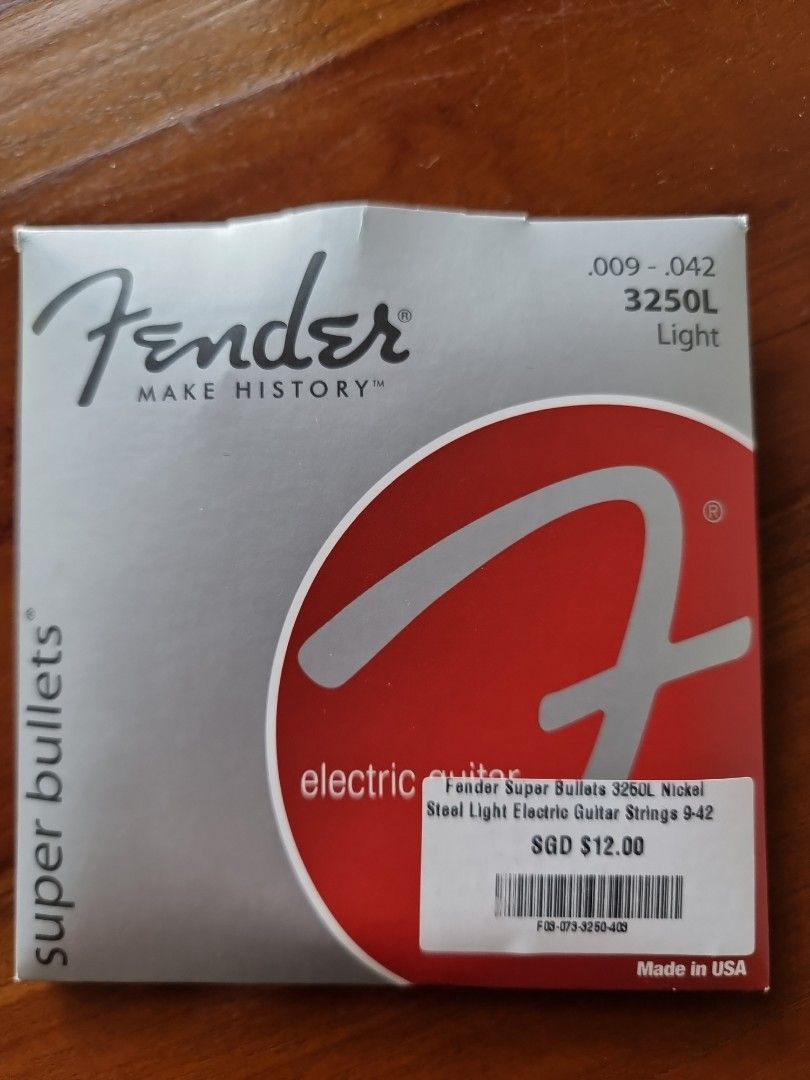 Fender®
MAKE HISTORY™
.009 - .042
3250L
Light
®
super bullets®
electric guitar
Fender Super Bullets 3250L Nickel
Steel Light Electric Guitar Strings 9-42
SGD $12.00
F03-073-3250-403
Made in USA